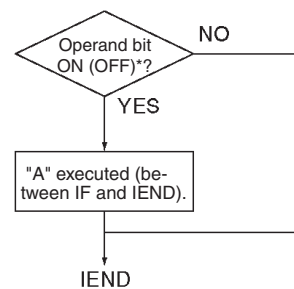 Operand bit
ON (OFF)*?
NO
YES
"A" executed (be-
tween IF and IEND).
IEND